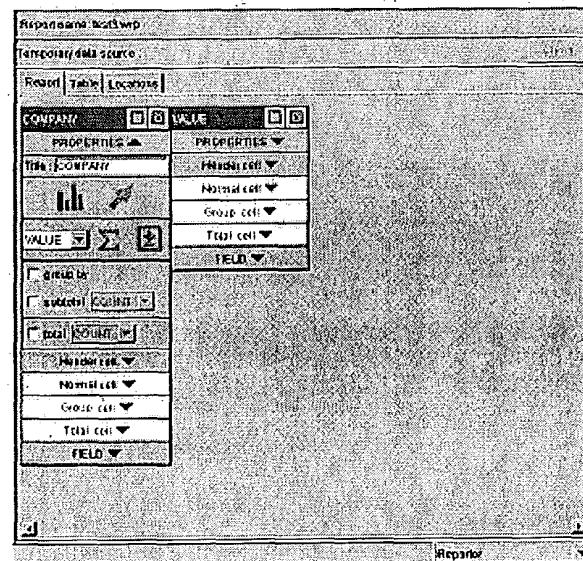 Report name: test3.wrp
Temporary data source :
Report Table Locations
COMPANY VALUE
PROPERTIES PROPERTIES
Title : COMPANY Header cell
Normal cell
Group cell
VALUE Total cell
FIELD
group by
subtotal COUNT
total COUNT
Header cell
Normal cell
Group cell
Total cell
FIELD
Reporter